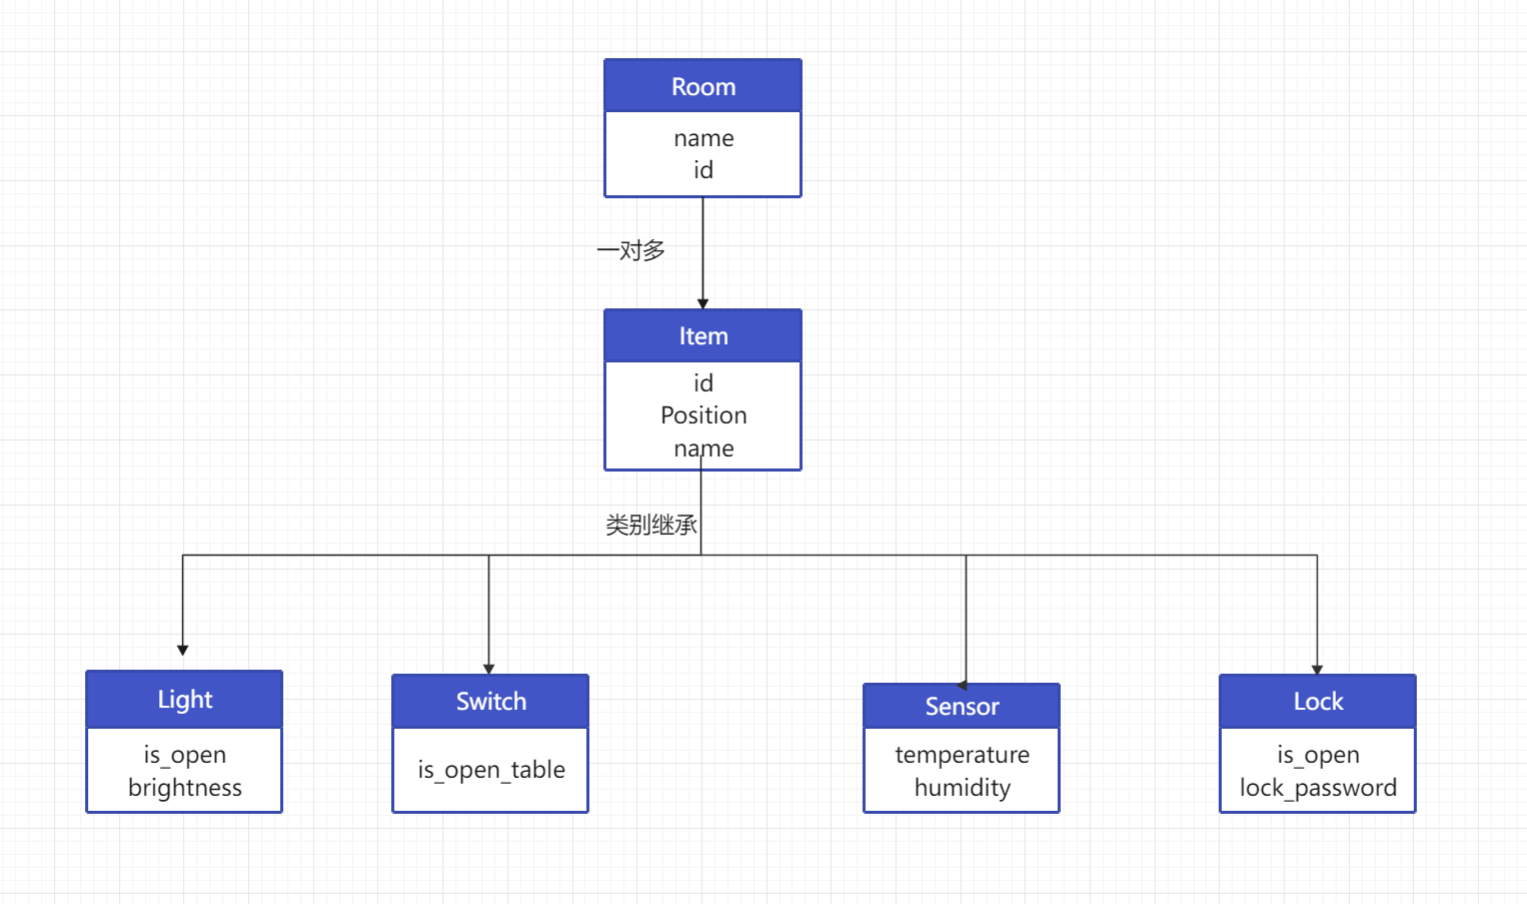 Room
name
id
一对多
Item
id
Position
name
类别继承
Light
is_open
brightness
Switch
is_open_table
Sensor
temperature
humidity
Lock
is_open
lock_password